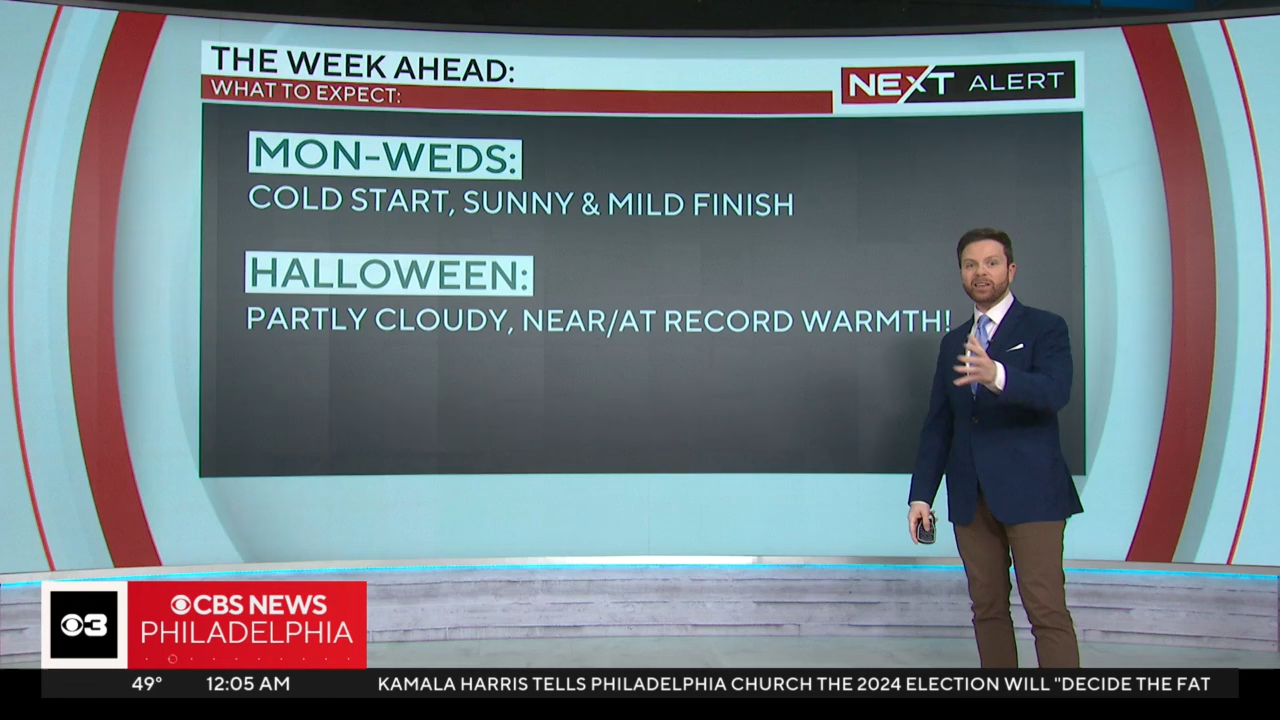 THE WEEK AHEAD:
WHAT TO EXPECT:
NEXT ALERT
MON-WEDS:
COLD START, SUNNY & MILD FINISH
HALLOWEEN:
PARTLY CLOUDY, NEAR/AT RECORD WARMTH!
3
CBS NEWS
PHILADELPHIA
49° 12:05 AM KAMALA HARRIS TELLS PHILADELPHIA CHURCH THE 2024 ELECTION WILL "DECIDE THE FAT